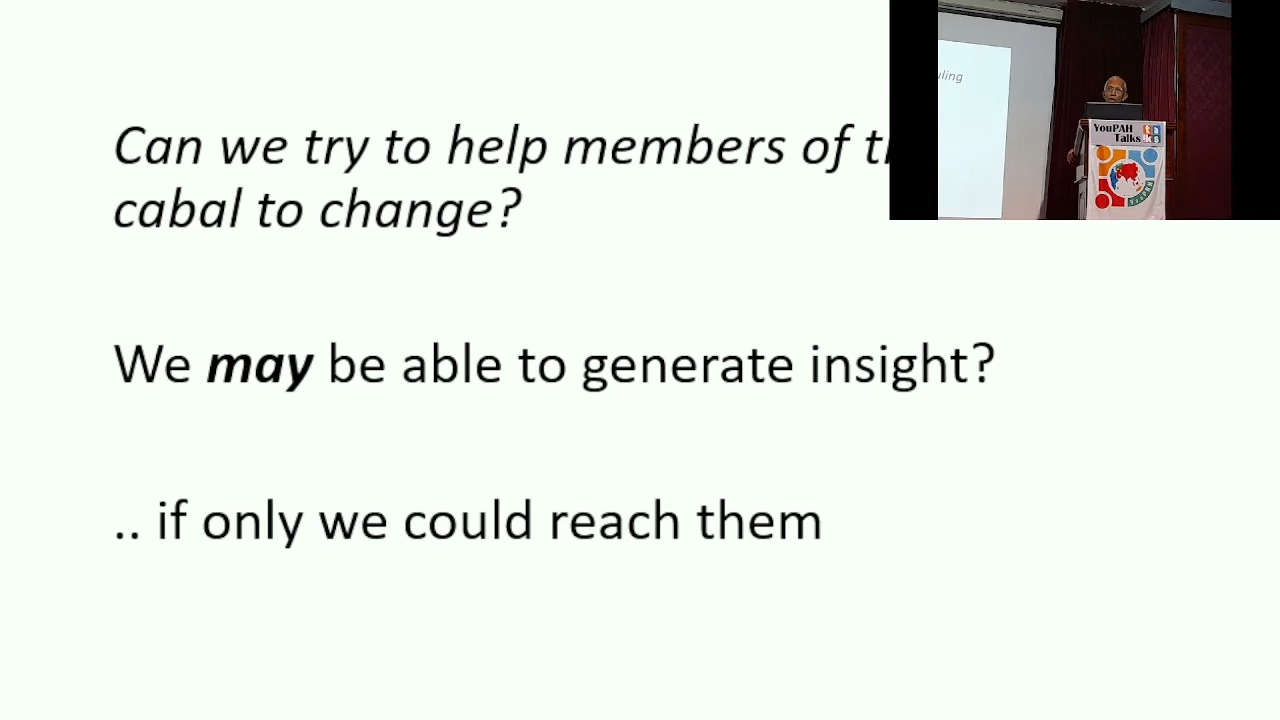 Can we try to help members of
cabal to change?
We may be able to generate insight?
.. if only we could reach them
YouPAH
Talks
YouPAH